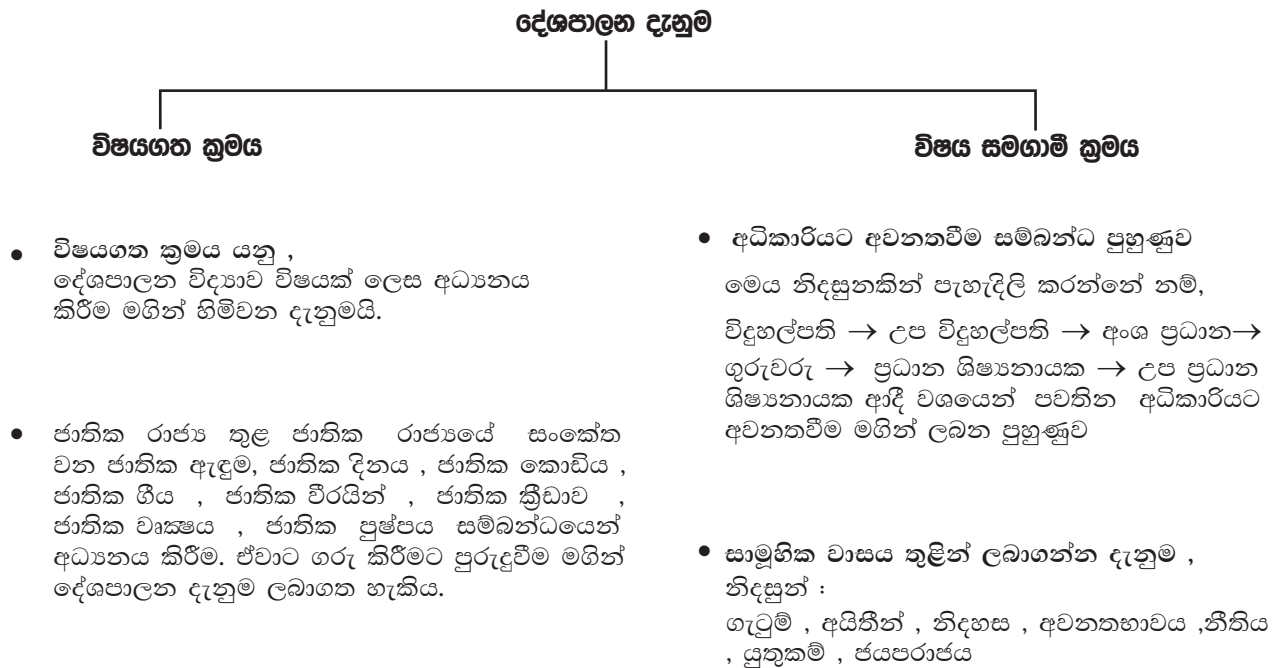 දේශපාලන දැනුම
විෂයගත ක්‍රමය
විෂය සමගාමී ක්‍රමය
● විෂයගත ක්‍රමය යනු ,
දේශපාලන විද්‍යාව විෂයක් ලෙස අධ්‍යනය
කිරීම මගින් හිමිවන දැනුමයි.
● ජාතික රාජ්‍ය තුළ ජාතික රාජ්‍යයේ සංකේත
වන ජාතික ඇඳුම, ජාතික දිනය , ජාතික කොඩිය ,
ජාතික ගීය , ජාතික වීරයින් , ජාතික ක්‍රීඩාව ,
ජාතික වෘක්‍ෂය , ජාතික පුෂ්පය සම්බන්ධයෙන්
අධ්‍යනය කිරීම. ඒවාට ගරු කිරීමට පුරුදුවීම මගින්
දේශපාලන දැනුම ලබාගත හැකිය.
● අධිකාරියට අවනතවීම සම්බන්ධ පුහුණුව
මෙය නිදසුනකින් පැහැදිලි කරන්නේ නම්,
විදුහල්පති → උප විදුහල්පති → අංශ ප්‍රධාන→
ගුරුවරු → ප්‍රධාන ශිෂ්‍යනායක → උප ප්‍රධාන
ශිෂ්‍යනායක ආදී වශයෙන් පවතින අධිකාරියට
අවනතවීම මගින් ලබන පුහුණුව
● සාමූහික වාසය තුළින් ලබාගන්න දැනුම ,
නිදසුන් :
ගැටුම් , අයිතීන් , නිදහස , අවනතභාවය ,නීතිය
, යුතුකම් , ජයපරාජය